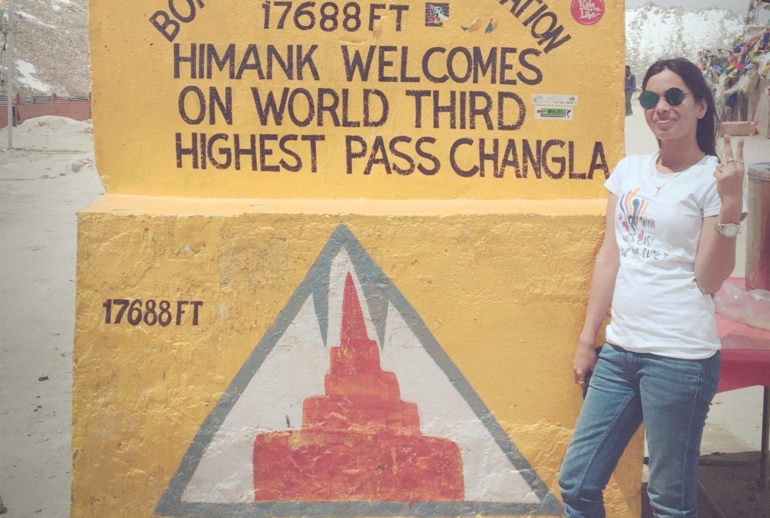 17688 FT
HIMANK WELCOMES
ON WORLD THIRD
HIGHEST PASS CHANGLA
17688 FT